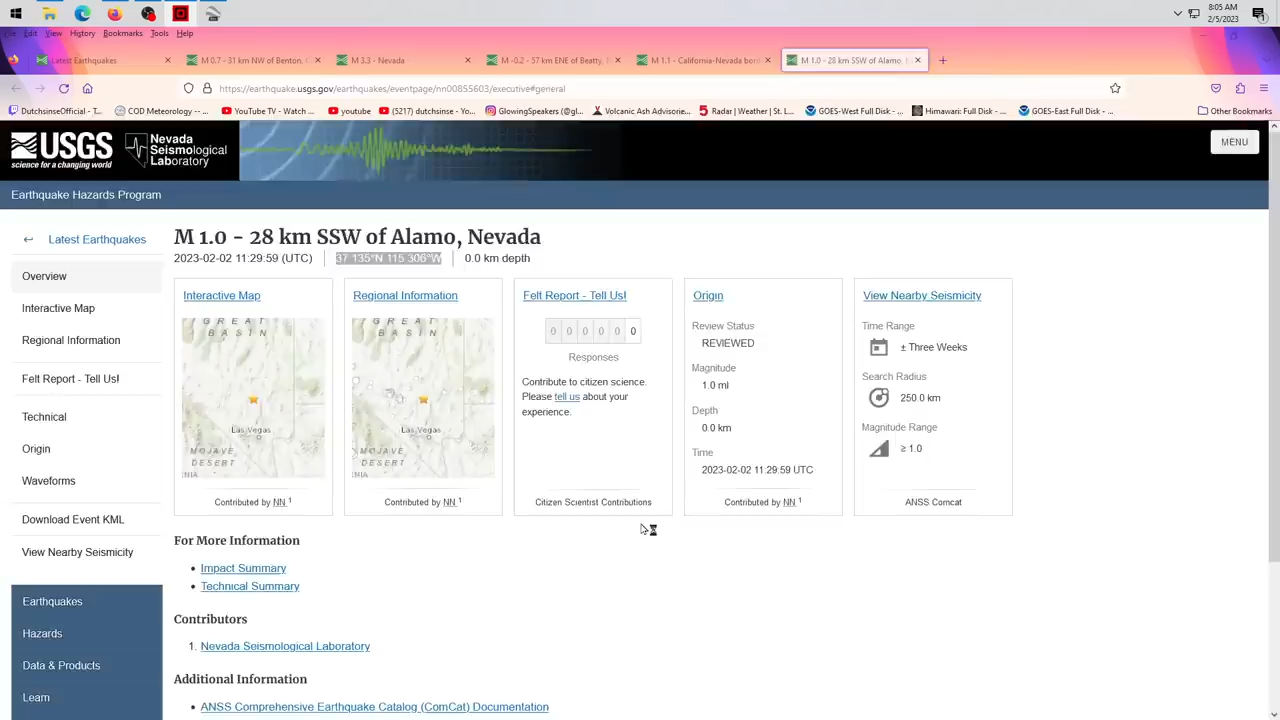 8:05 AM
2/5/2023
File Edit View History Bookmarks Tools Help
Latest Earthquakes
M 0.7 - 31 km NW of Benton,
M 3.3 - Nevada
M -0.2 - 57 km ENE of Beatty,
M 1.1 - California-Nevada bor
M 1.0 - 28 km SSW of Alamo,
https://earthquake.usgs.gov/earthquakes/eventpage/nn00855603/executive#general
DutchsinseOfficial - T...
COD Meteorology -...
YouTube TV - Watch...
youtube
(5217) dutchsinse - Yo...
GlowingSpeakers (@gl...
Volcanic Ash Advisorie...
Radar | Weather | St. L...
GOES-West Full Disk -...
Himawari: Full Disk -...
GOES-East Full Disk -...
Other Bookmarks
USGS
science for a changing world
Nevada
Seismological
Laboratory
MENU
Earthquake Hazards Program
Latest Earthquakes
Overview
Interactive Map
Regional Information
Felt Report - Tell Us!
Technical
Origin
Waveforms
Download Event KML
View Nearby Seismicity
Earthquakes
Hazards
Data & Products
Learn
M 1.0 - 28 km SSW of Alamo, Nevada
2023-02-02 11:29:59 (UTC)
37.135°N 115.306°W
0.0 km depth
Interactive Map
GREAT
BASIN
Las Vegas
MOJAVE
DESERT
Contributed by NN 1
Regional Information
GREAT
BASIN
Las Vegas
MOJAVE
DESERT
Contributed by NN 1
Felt Report - Tell Us!
0 0 0 0 0 0
Responses
Contribute to citizen science.
Please tell us about your
experience.
Citizen Scientist Contributions
Origin
Review Status
REVIEWED
Magnitude
1.0 ml
Depth
0.0 km
Time
2023-02-02 11:29:59 UTC
Contributed by NN 1
View Nearby Seismicity
Time Range
± Three Weeks
Search Radius
250.0 km
Magnitude Range
≥ 1.0
ANSS Comcat
For More Information
Impact Summary
Technical Summary
Contributors
1. Nevada Seismological Laboratory
Additional Information
ANSS Comprehensive Earthquake Catalog (ComCat) Documentation